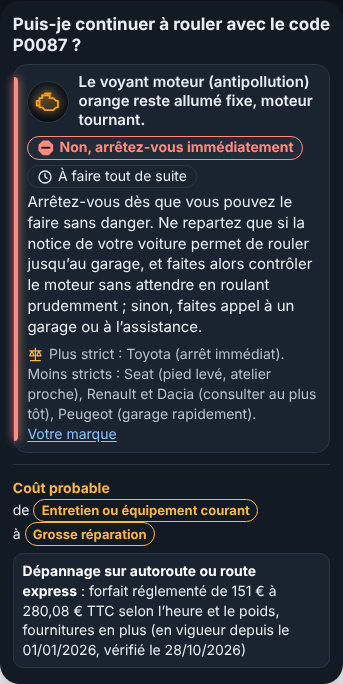 Puis-je continuer à rouler avec le code
P0087 ?
Le voyant moteur (antipollution)
orange reste allumé fixe, moteur
tournant.
Non, arrêtez-vous immédiatement
À faire tout de suite
Arrêtez-vous dès que vous pouvez le
faire sans danger. Ne repartez que si la
notice de votre voiture permet de rouler
jusqu’au garage, et faites alors contrôler
le moteur sans attendre en roulant
prudemment ; sinon, faites appel à un
garage ou à l’assistance.
Plus strict : Toyota (arrêt immédiat).
Moins stricts : Seat (pied levé, atelier
proche), Renault et Dacia (consulter au plus
tôt), Peugeot (garage rapidement).
Votre marque
Coût probable
de Entretien ou équipement courant
à Grosse réparation
Dépannage sur autoroute ou route
express : forfait réglementé de 151 € à
280,08 € TTC selon l’heure et le poids,
fournitures en plus (en vigueur depuis le
01/01/2026, vérifié le 28/10/2026)